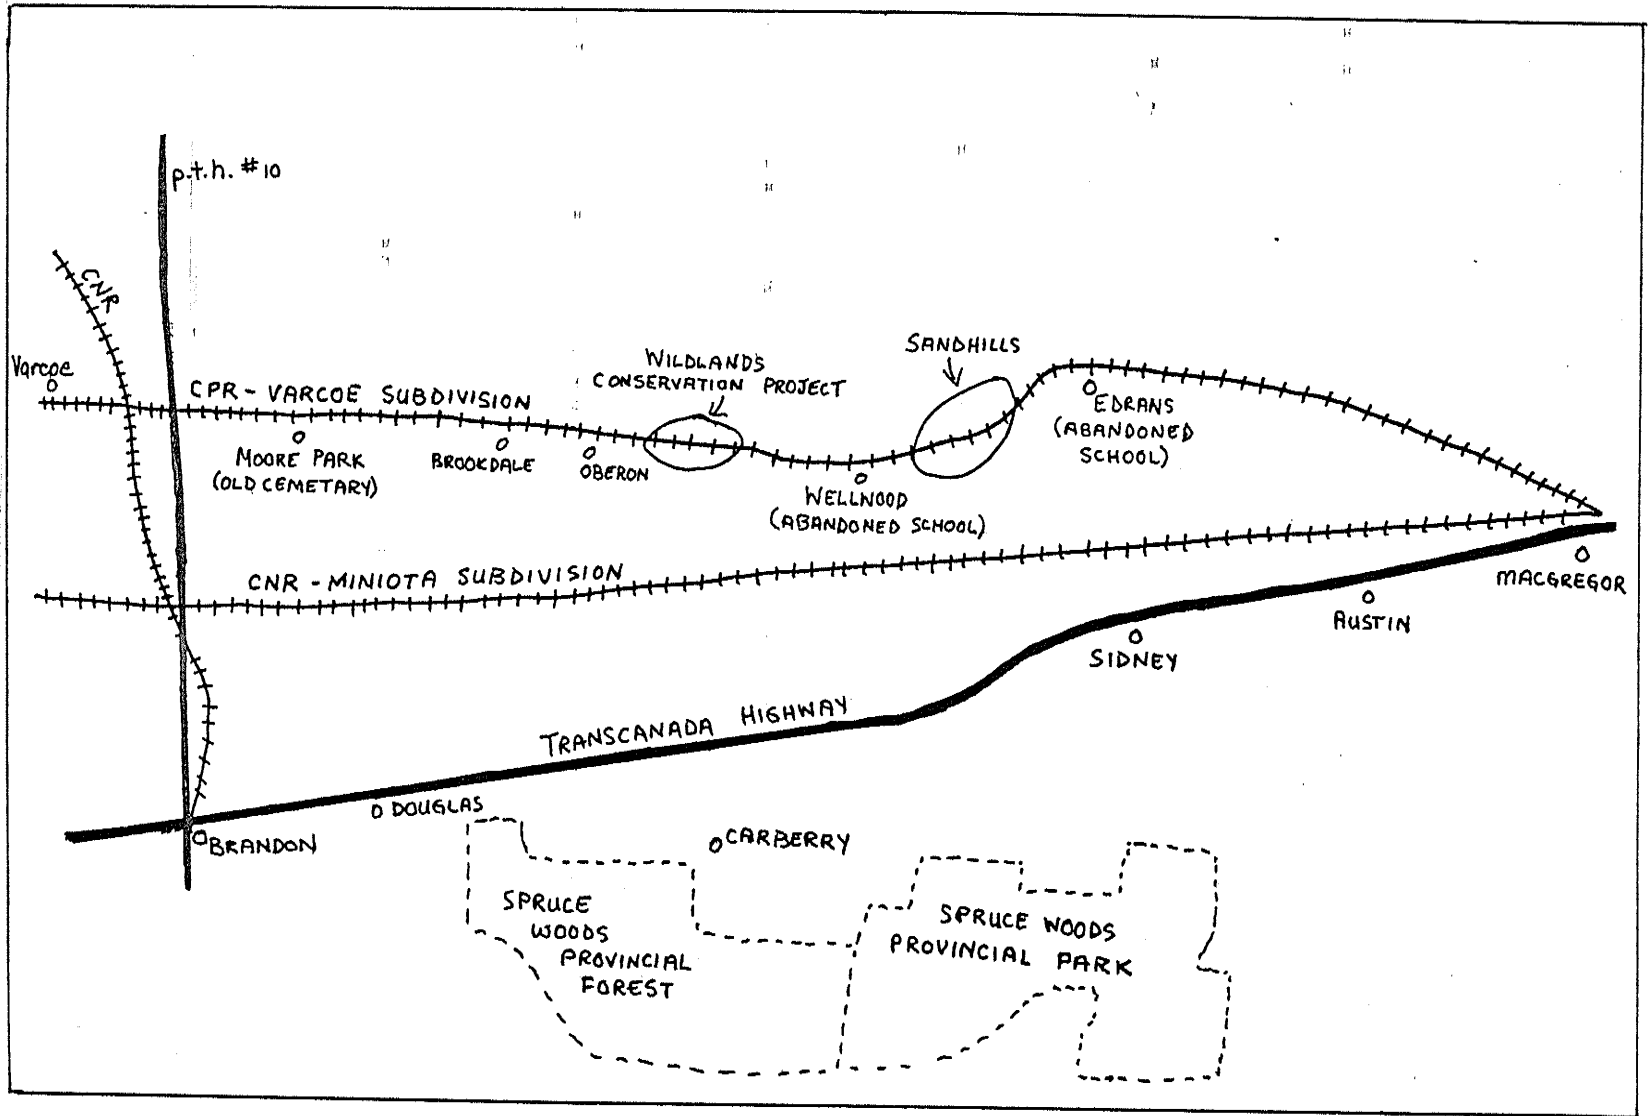 p.t.h. #10
CNR
Varcoe
CPR - VARCOE SUBDIVISION
WILDLANDS
CONSERVATION PROJECT
SANDHILLS
MOORE PARK
(OLD CEMETARY)
BROOKDALE
OBERON
WELLWOOD
(ABANDONED SCHOOL)
EDRANS
(ABANDONED
SCHOOL)
CNR - MINIOTA SUBDIVISION
MACGREGOR
AUSTIN
SIDNEY
TRANSCANADA HIGHWAY
DOUGLAS
BRANDON
CARBERRY
SPRUCE
WOODS
PROVINCIAL
FOREST
SPRUCE WOODS
PROVINCIAL PARK